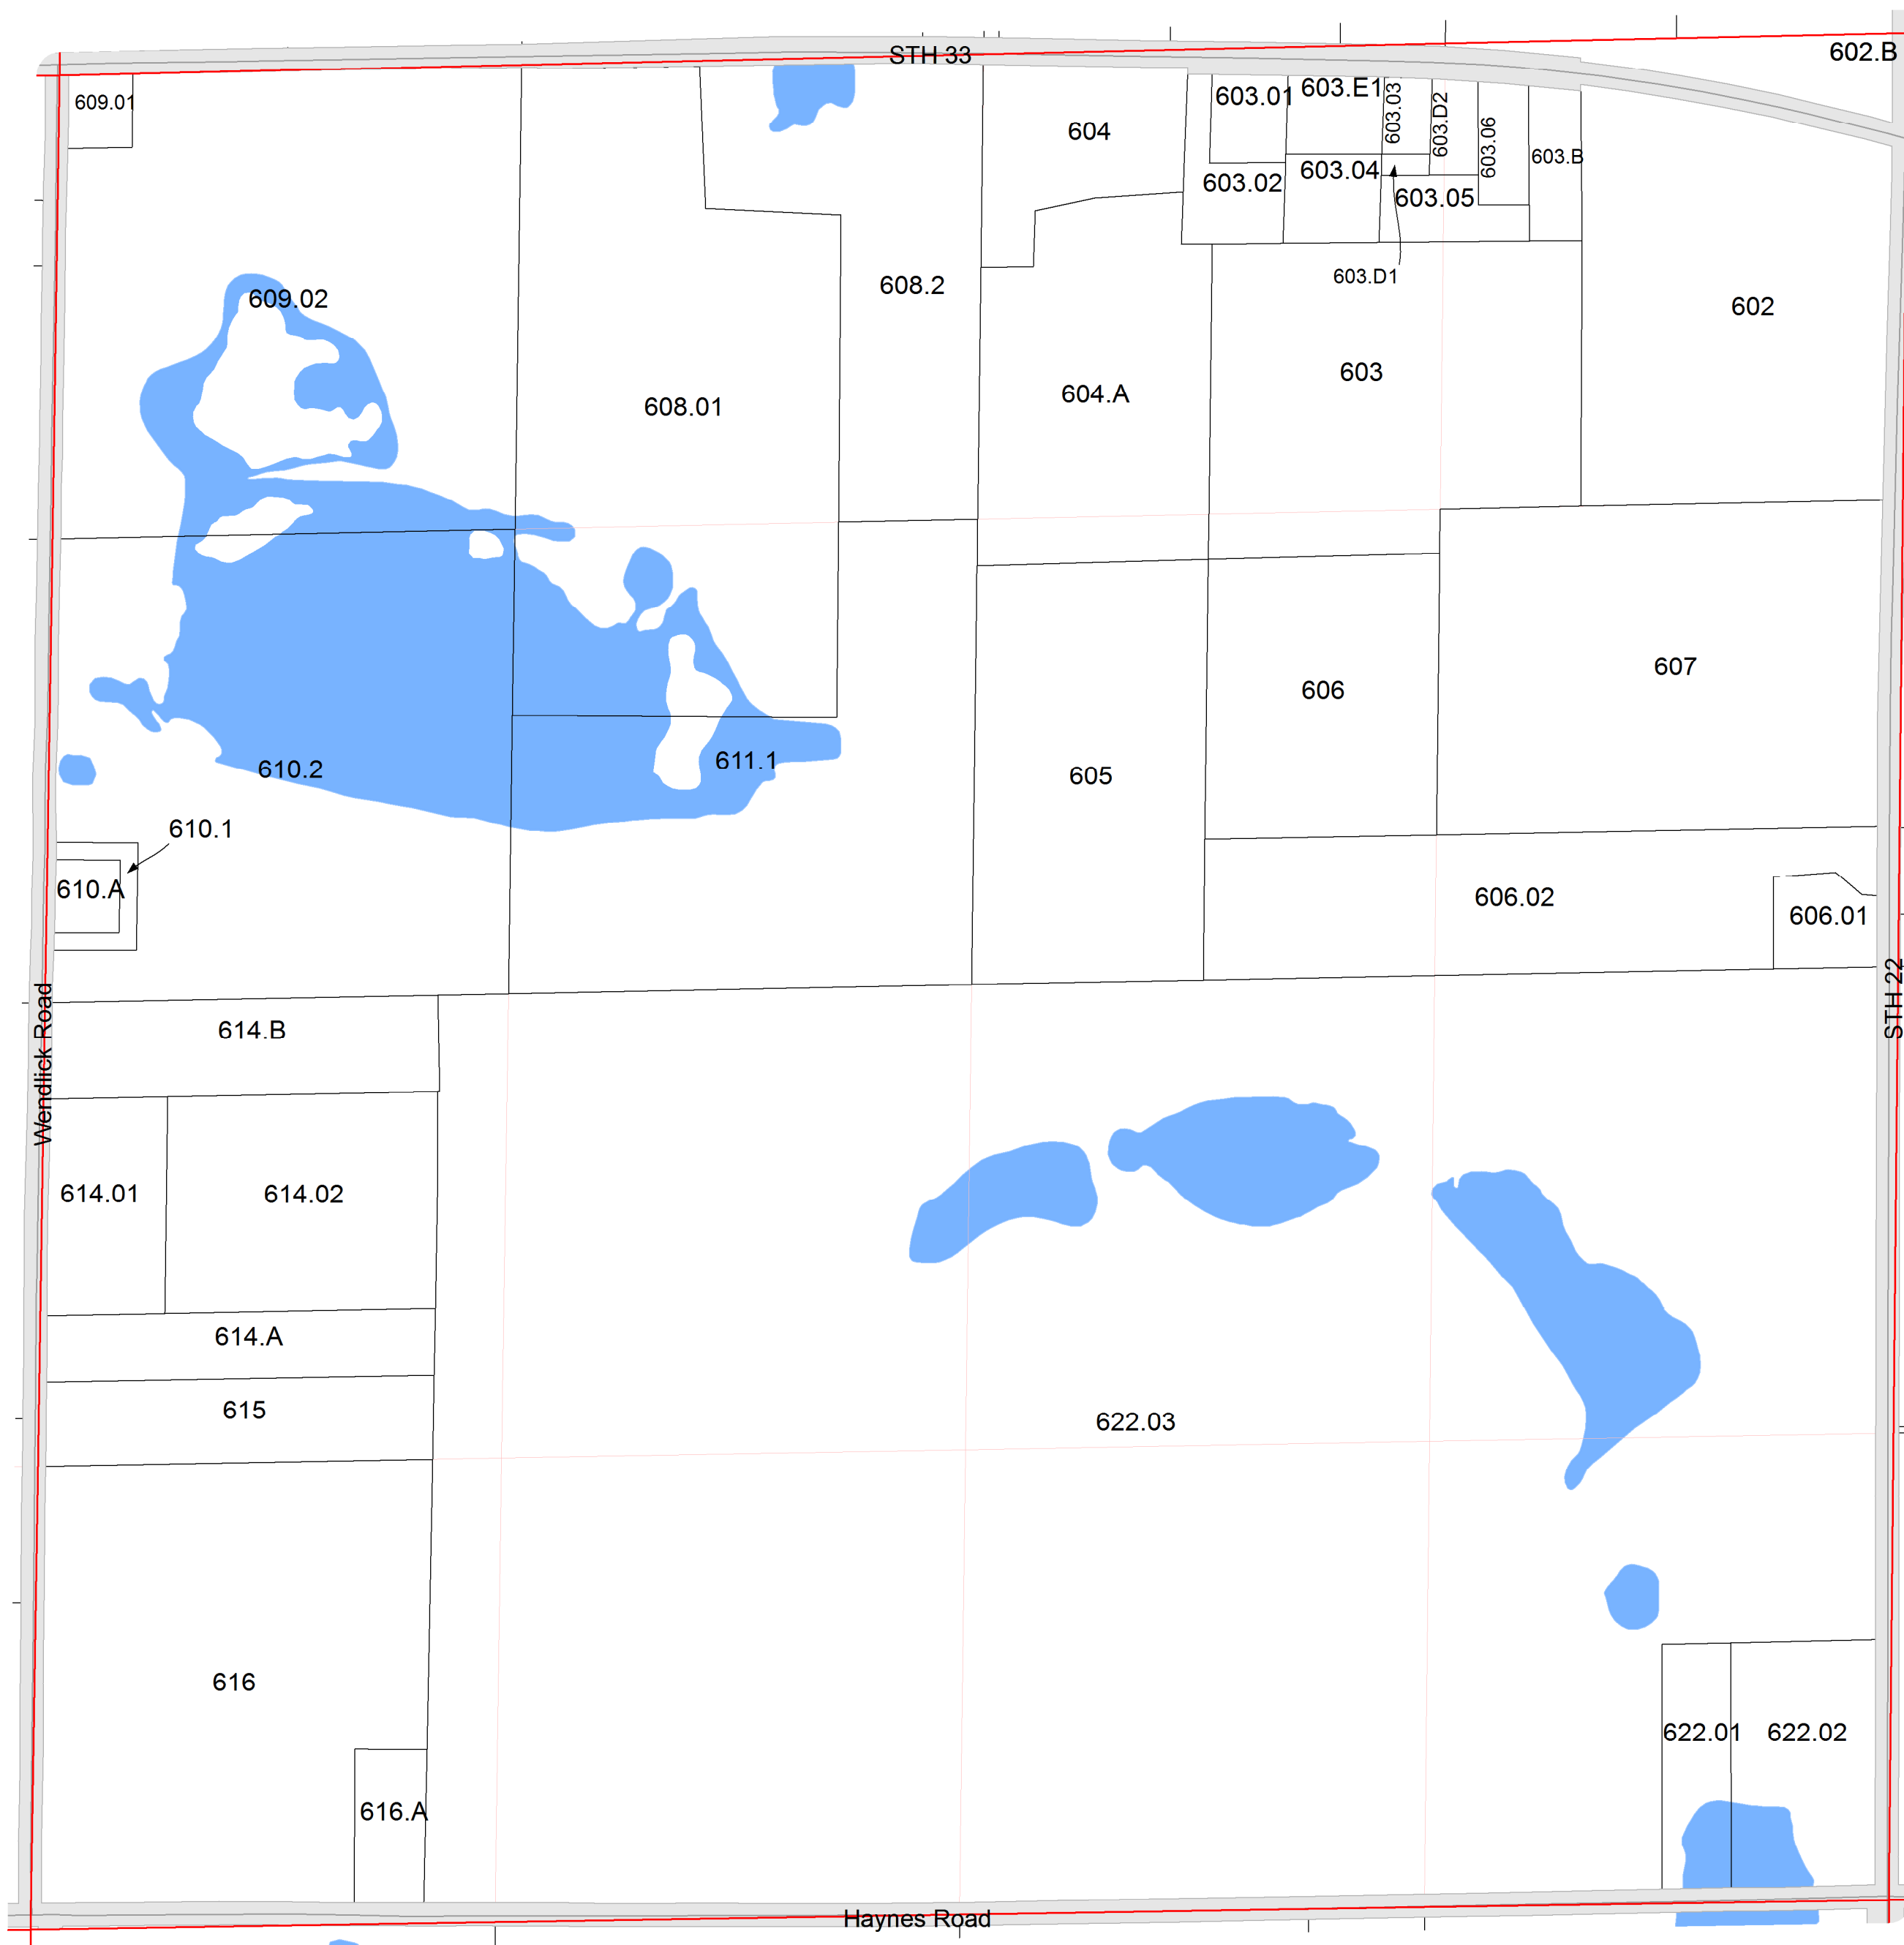 602.B
STH 33
609.01
603.01
603.E1
603.03
603.D2
603.06
603.B
604
603.02
603.04
603.05
603.D1
608.2
609.02
602
603
604.A
608.01
607
606
605
611.1
610.2
610.1
610.A
606.02
606.01
Wendlick Road
STH 22
614.B
614.01
614.02
614.A
615
622.03
616
622.01
622.02
616.A
Haynes Road